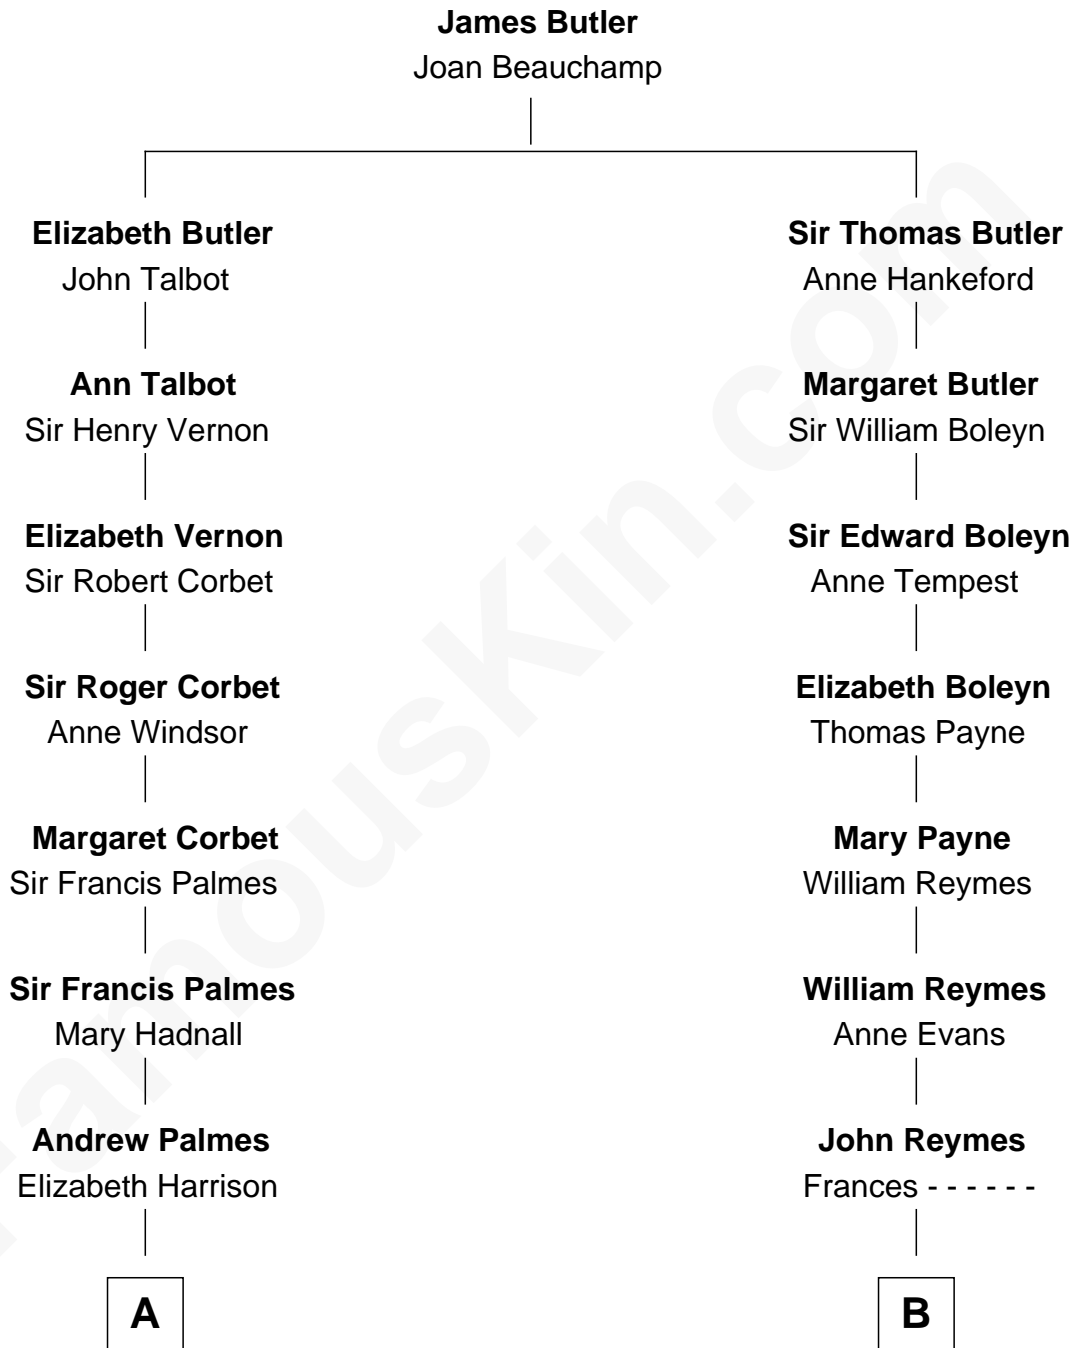 James Butler
Joan Beauchamp
Elizabeth Butler
John Talbot
Sir Thomas Butler
Anne Hankeford
Ann Talbot
Sir Henry Vernon
Margaret Butler
Sir William Boleyn
Elizabeth Vernon
Sir Robert Corbet
Sir Edward Boleyn
Anne Tempest
Sir Roger Corbet
Anne Windsor
Elizabeth Boleyn
Thomas Payne
Margaret Corbet
Sir Francis Palmes
Mary Payne
William Reymes
Sir Francis Palmes
Mary Hadnall
William Reymes
Anne Evans
Andrew Palmes
Elizabeth Harrison
John Reymes
Frances - - - - - -
A
B
FamousKin.com